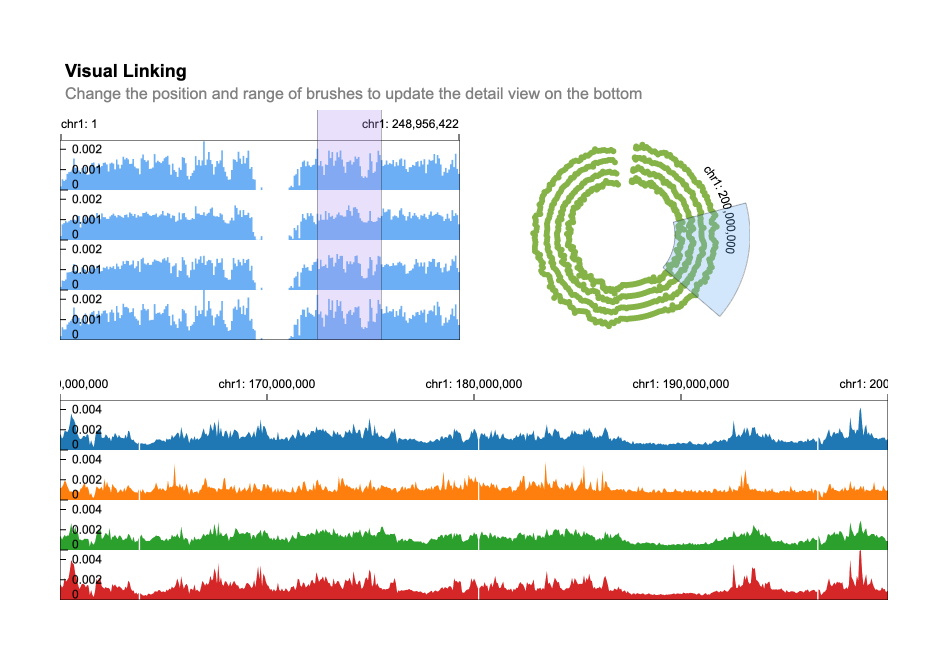 Visual Linking
Change the position and range of brushes to update the detail view on the bottom
chr1: 1
chr1: 248,956,422
0.002
0.001
0
0.002
0.001
0
0.002
0.001
0
0.002
0.001
0
chr1: 200,000,000
0,000,000
chr1: 170,000,000
chr1: 180,000,000
chr1: 190,000,000
chr1: 200
0.004
0.002
0
0.004
0.002
0
0.004
0.002
0
0.004
0.002
0